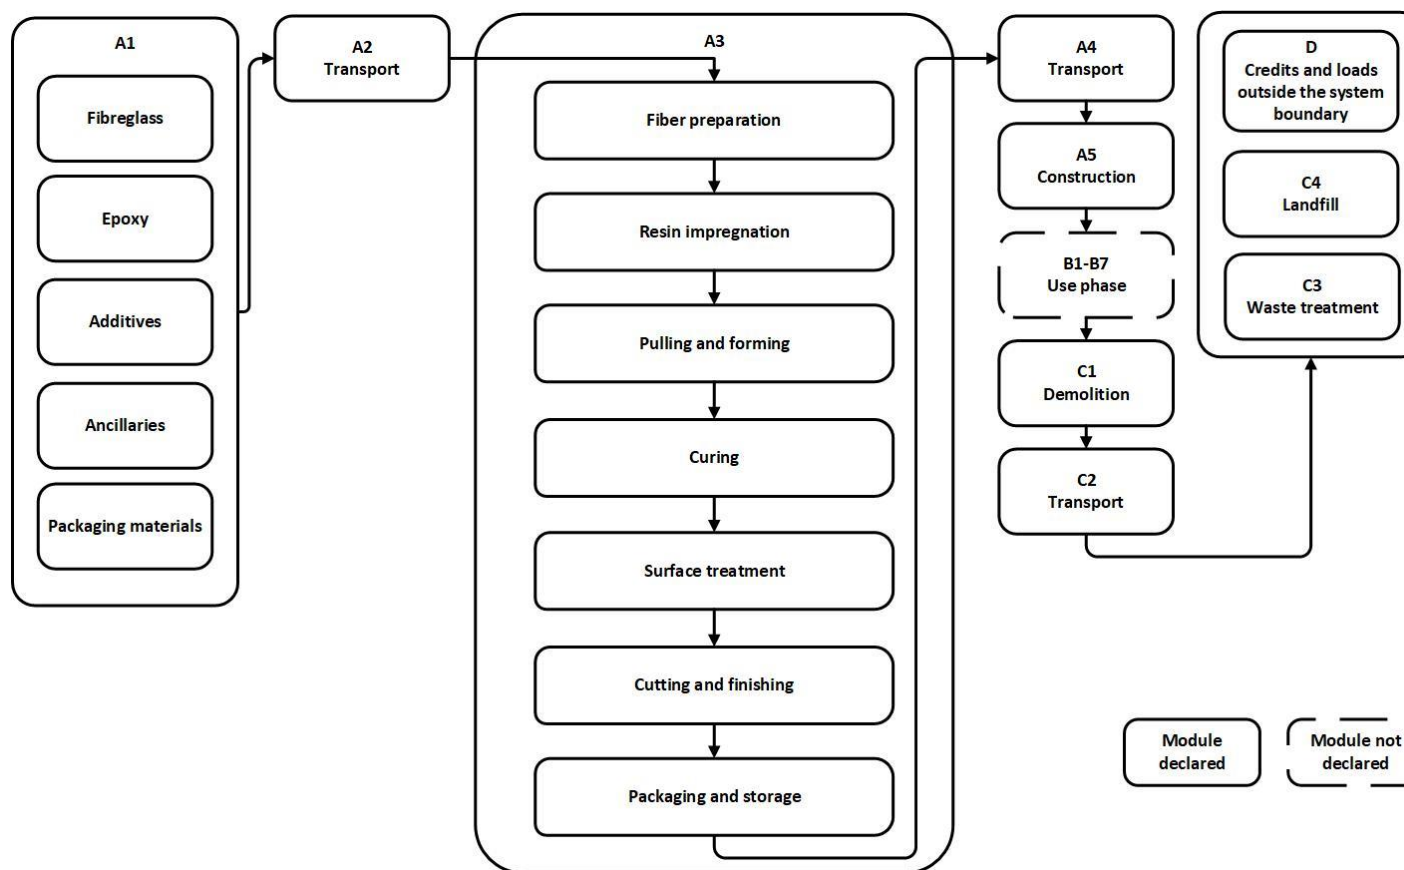 A1
Fibreglass
Epoxy
Additives
Ancillaries
Packaging materials
A2
Transport
A3
Fiber preparation
Resin impregnation
Pulling and forming
Curing
Surface treatment
Cutting and finishing
Packaging and storage
A4
Transport
A5
Construction
B1-B7
Use phase
C1
Demolition
C2
Transport
D
Credits and loads
outside the system
boundary
C4
Landfill
C3
Waste treatment
Module
declared
Module not
declared